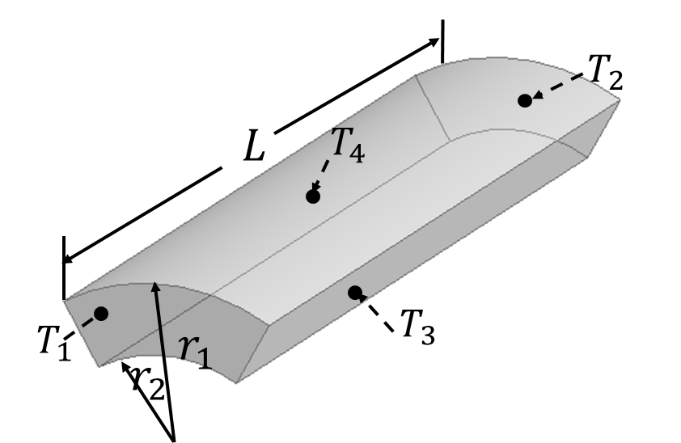 T₂
T₄
L
T₁
r₁
T₃
r₂